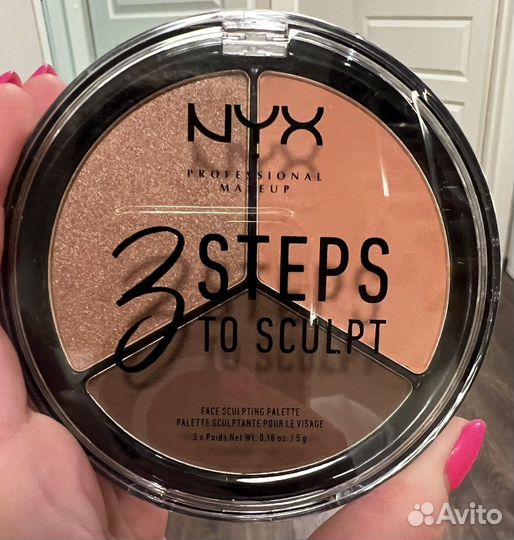 NYX
PROFESSIONAL
MAKEUP
3 STEPS
TO SCULPT
FACE SCULPTING PALETTE
PALETTE SCULPTANTE POUR LE VISAGE
3 x Poids Net Wt. 0.18 oz. / 5 g
Avito